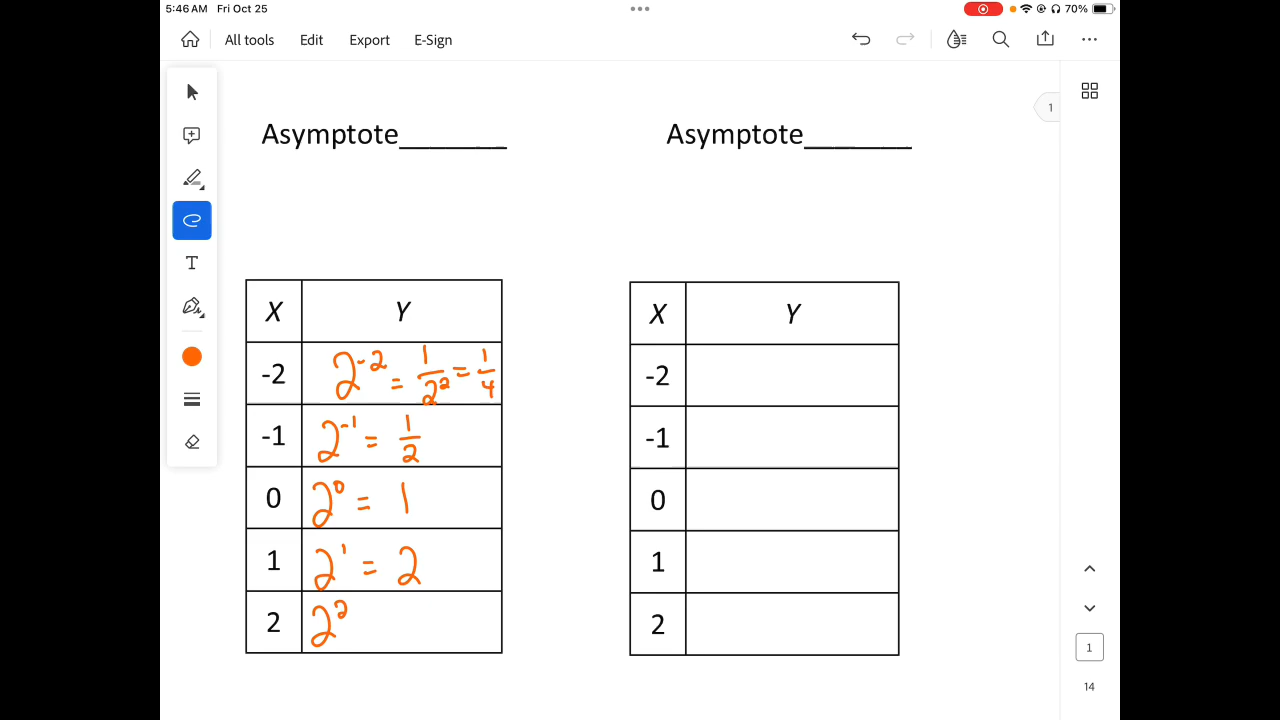 5:46 AM Fri Oct 25 70%
All tools Edit Export E-Sign
1
Asymptote_______ Asymptote_______
X Y X Y
-2 2⁻² = 1/2² = 1/4 -2
-1 2⁻¹ = 1/2 -1
0 2⁰ = 1 0
1 2¹ = 2 1
2 2² 2
T
1
14